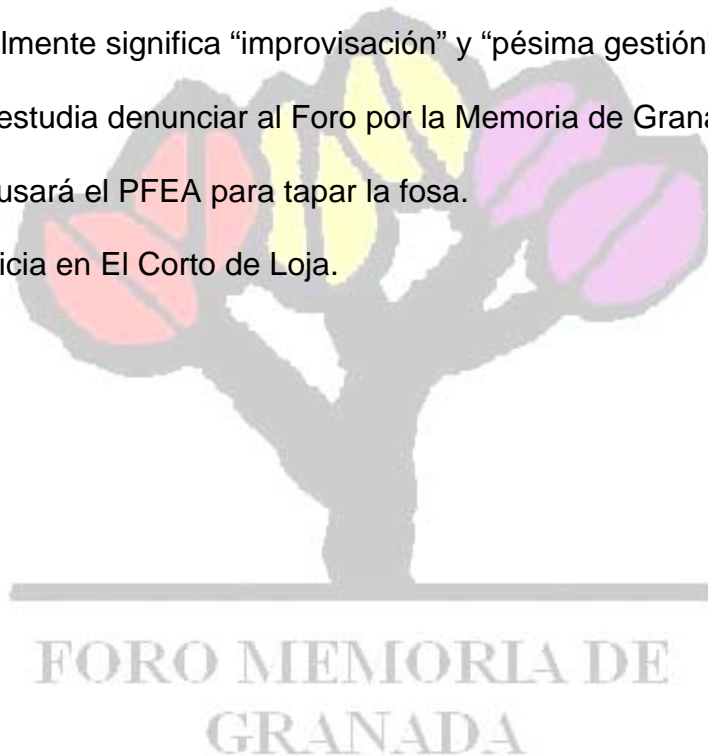 lmente significa “improvisación” y “pésima gestión”
estudia denunciar al Foro por la Memoria de Grana
usará el PFEA para tapar la fosa.
icia en El Corto de Loja.
FORO MEMORIA DE
GRANADA